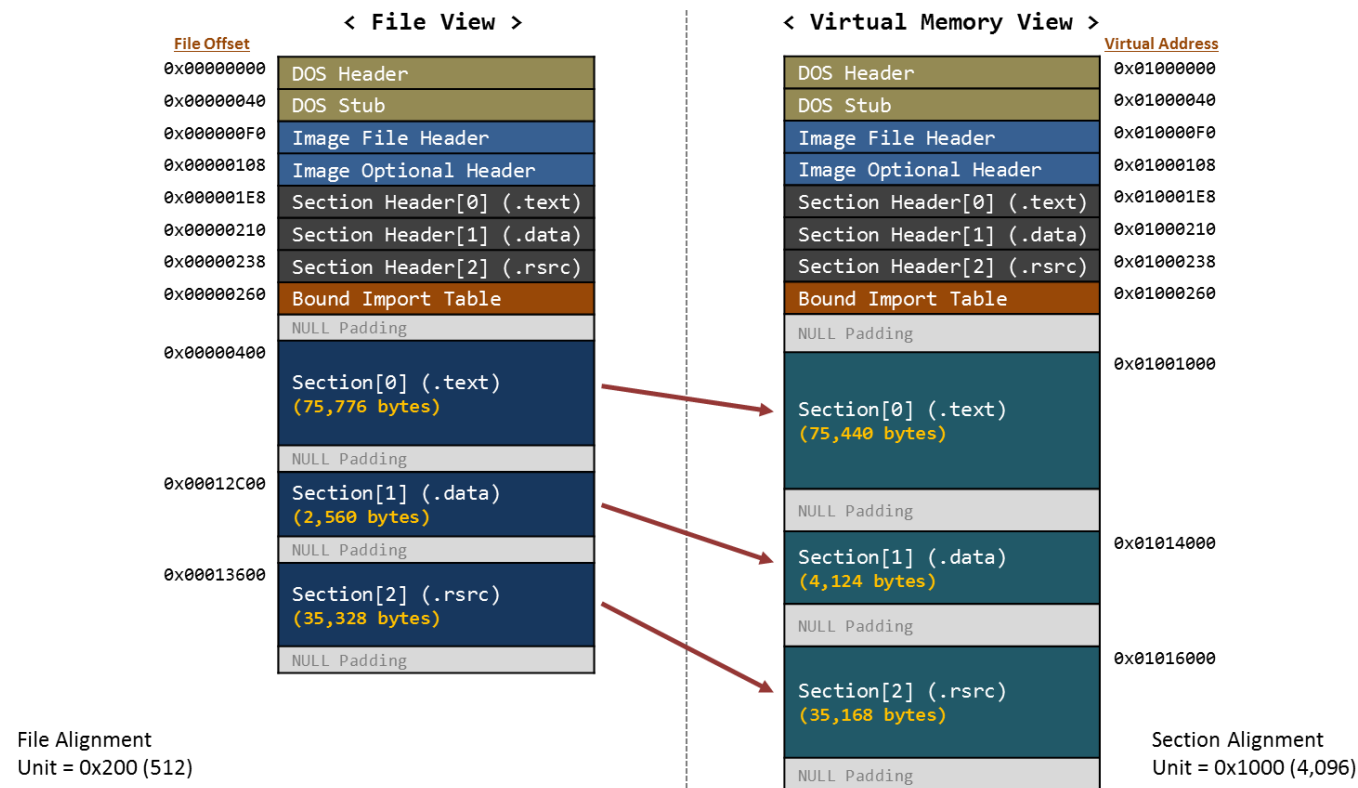 < File View >
File Offset
0x00000000 DOS Header
0x00000040 DOS Stub
0x000000F0 Image File Header
0x00000108 Image Optional Header
0x000001E8 Section Header[0] (.text)
0x00000210 Section Header[1] (.data)
0x00000238 Section Header[2] (.rsrc)
0x00000260 Bound Import Table
NULL Padding
0x00000400
Section[0] (.text)
(75,776 bytes)
NULL Padding
0x00012C00
Section[1] (.data)
(2,560 bytes)
NULL Padding
0x00013600
Section[2] (.rsrc)
(35,328 bytes)
NULL Padding
File Alignment
Unit = 0x200 (512)
< Virtual Memory View >
Virtual Address
DOS Header 0x01000000
DOS Stub 0x01000040
Image File Header 0x010000F0
Image Optional Header 0x01000108
Section Header[0] (.text) 0x010001E8
Section Header[1] (.data) 0x01000210
Section Header[2] (.rsrc) 0x01000238
Bound Import Table 0x01000260
NULL Padding
0x01001000
Section[0] (.text)
(75,440 bytes)
NULL Padding
0x01014000
Section[1] (.data)
(4,124 bytes)
NULL Padding
0x01016000
Section[2] (.rsrc)
(35,168 bytes)
NULL Padding
Section Alignment
Unit = 0x1000 (4,096)